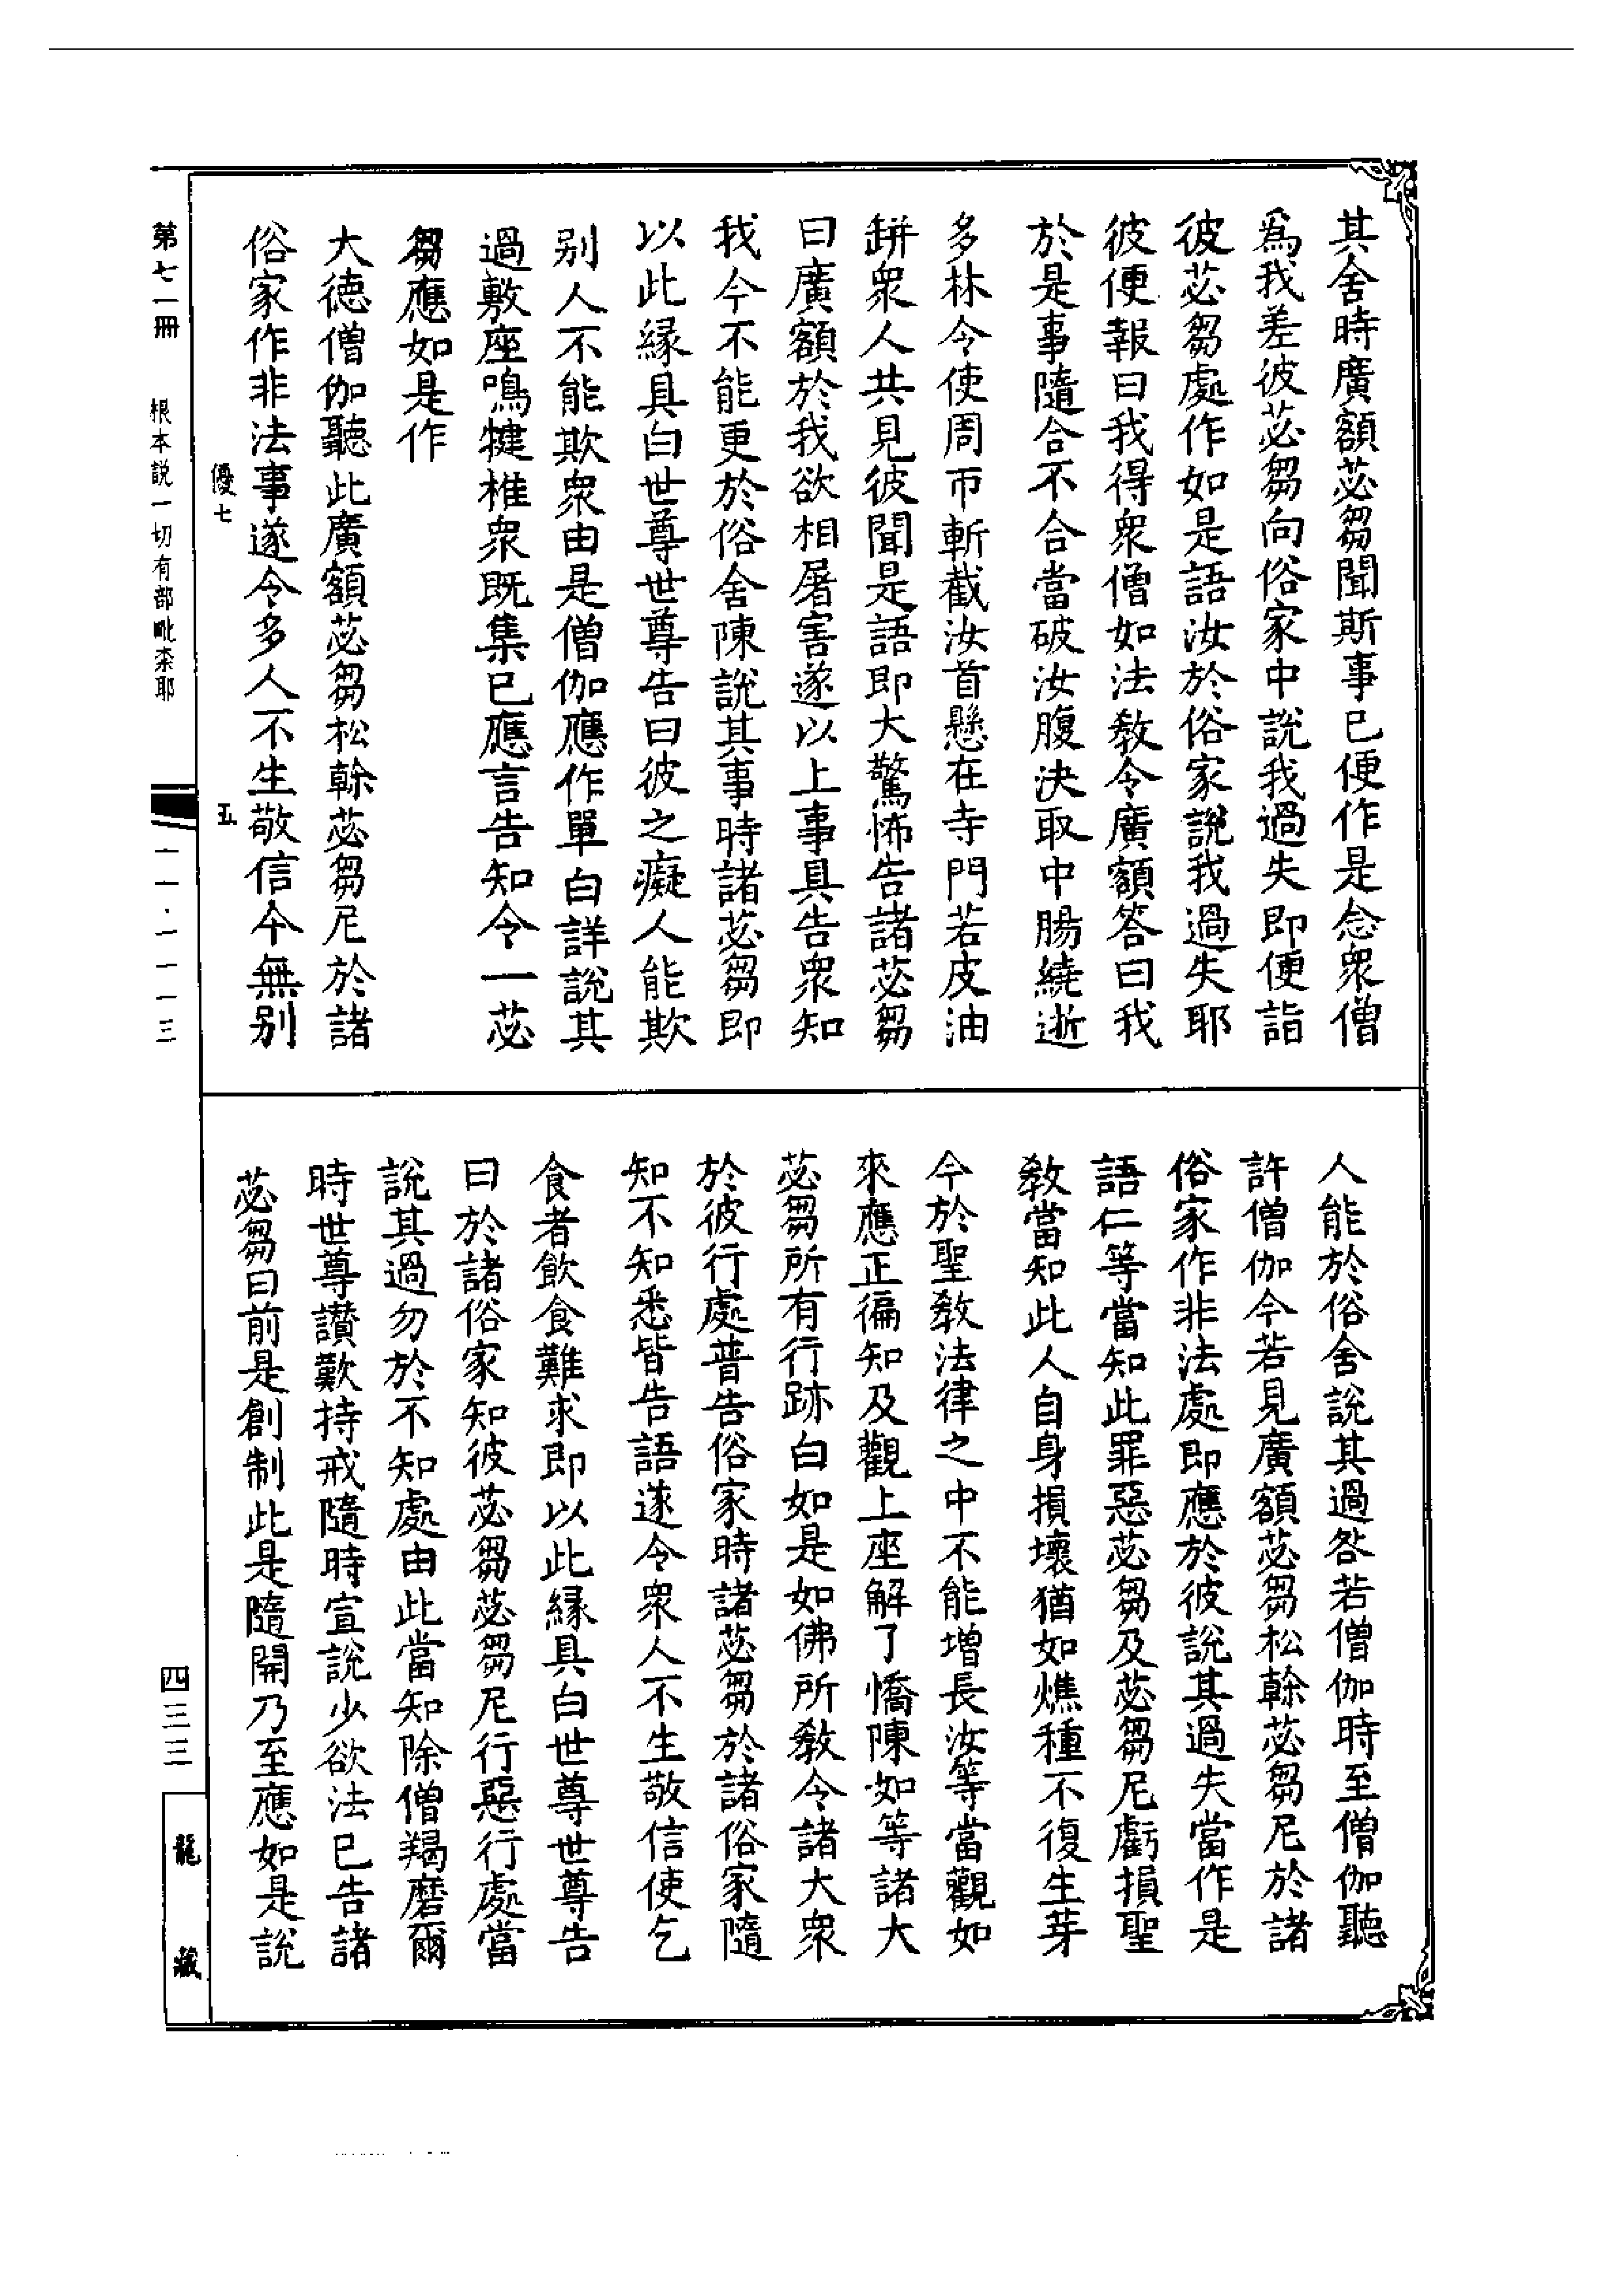 其舍時廣額苾芻聞斯事已便作是念衆僧
爲我差彼苾芻向俗家中說我過失即便詣
彼苾芻處作如是語汝於俗家說我過失耶
彼便報曰我得衆僧如法敎令廣額答曰我
於是事隨合不合當破汝腹決取中腸繞逝
多林令使周帀斬截汝首懸在寺門若皮油
缾衆人共見彼聞是語即大驚怖告諸苾芻
曰廣額於我欲相屠害遂以上事具告衆知
我今不能更於俗舍陳說其事時諸苾芻即
以此緣具白世尊世尊告曰彼之癡人能欺
别人不能欺衆由是僧伽應作單白詳說其
過敷座鳴犍椎衆既集已應言告知令一苾
芻應如是作
大德僧伽聽此廣額苾芻松榦苾芻尼於諸
俗家作非法事遂令多人不生敬信今無别
人能於俗舍說其過咎若僧伽時至僧伽聽
許僧伽今若見廣額苾芻松榦苾芻尼於諸
俗家作非法處即應於彼說其過失當作是
語仁等當知此罪惡苾芻及苾芻尼虧損聖
敎當知此人自身損壞猶如燋種不復生芽
今於聖敎法律之中不能增長汝等當觀如
來應正徧知及觀上座解了憍陳如等諸大
苾芻所有行跡白如是如佛所敎令諸大衆
於彼行處普告俗家時諸苾芻於諸俗家隨
知不知悉皆告語遂令衆人不生敬信使乞
食者飲食難求即以此緣具白世尊世尊告
曰於諸俗家知彼苾芻苾芻尼行惡行處當
說其過勿於不知處由此當知除僧羯磨爾
時世尊讃歎持戒隨時宣說少欲法已告諸
苾芻曰前是創制此是隨開乃至應如是說
第七一冊 根本説一切有部毗柰耶 一一·一一一三 四三三
優七 五
龍藏